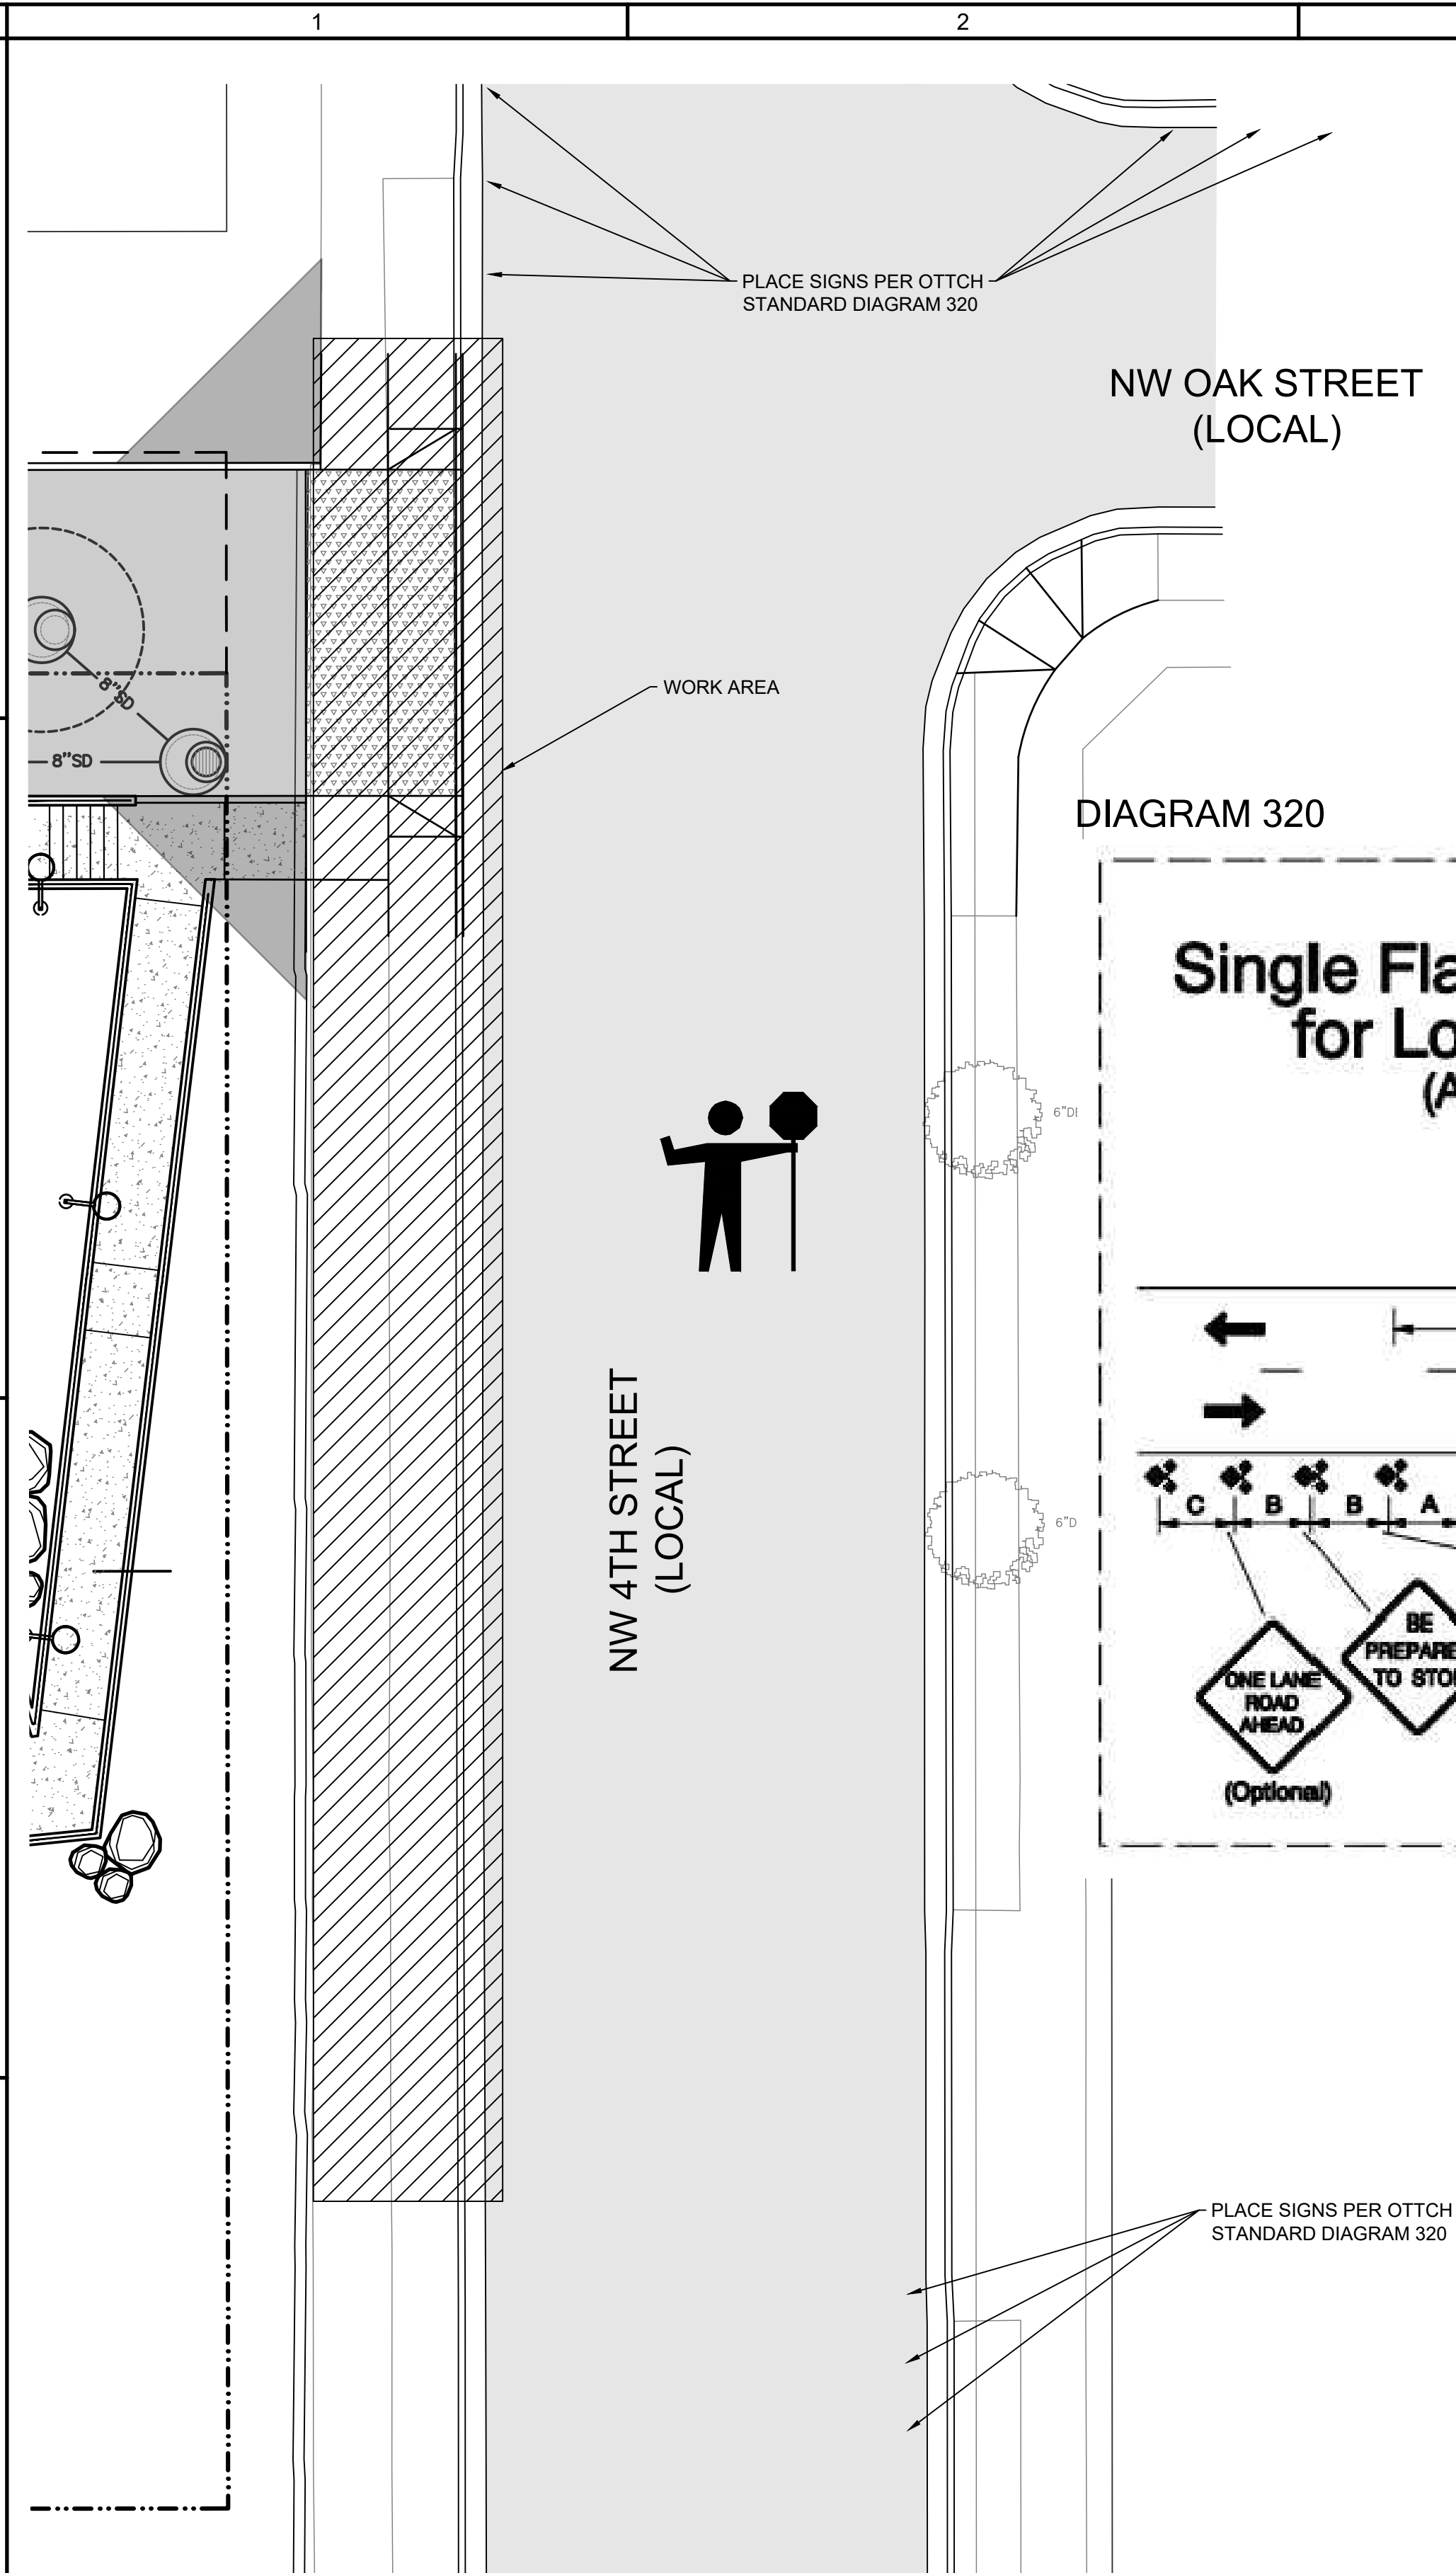 1
2
PLACE SIGNS PER OTTCH
STANDARD DIAGRAM 320
NW OAK STREET
(LOCAL)
WORK AREA
8"SD
8"SD
DIAGRAM 320
Single Fla
for Lo
(A
6"D
NW 4TH STREET
(LOCAL)
C
B
B
A
6"D
BE
PREPARE
TO STO
ONE LANE
ROAD
AHEAD
(Optional)
PLACE SIGNS PER OTTCH
STANDARD DIAGRAM 320